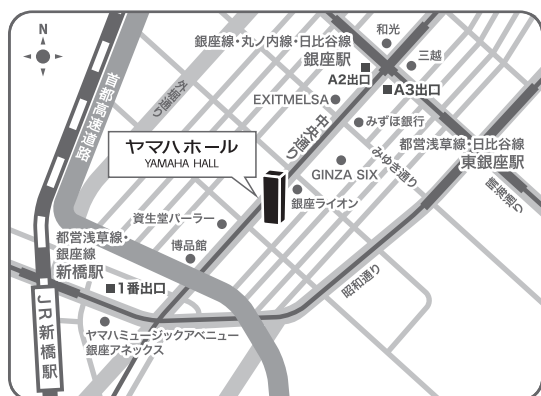 N
和光
銀座線・丸ノ内線・日比谷線
銀座駅
三越
A2出口
A3出口
外堀通り
首都高速道路
EXITMELSA
中央通り
みずほ銀行
都営浅草線・日比谷線
東銀座駅
ヤマハホール
YAMAHA HALL
みゆき通り
GINZA SIX
晴海通り
銀座ライオン
資生堂パーラー
都営浅草線・
銀座線
新橋駅
博品館
昭和通り
1番出口
JR新橋駅
ヤマハミュージックアベニュー
銀座アネックス